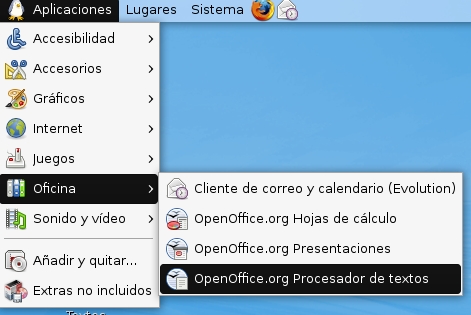 Aplicaciones Lugares Sistema
Accesibilidad
Accesorios
Gráficos
Internet
Juegos
Oficina
Sonido y vídeo
Añadir y quitar...
Extras no incluidos
Cliente de correo y calendario (Evolution)
OpenOffice.org Hojas de cálculo
OpenOffice.org Presentaciones
OpenOffice.org Procesador de textos